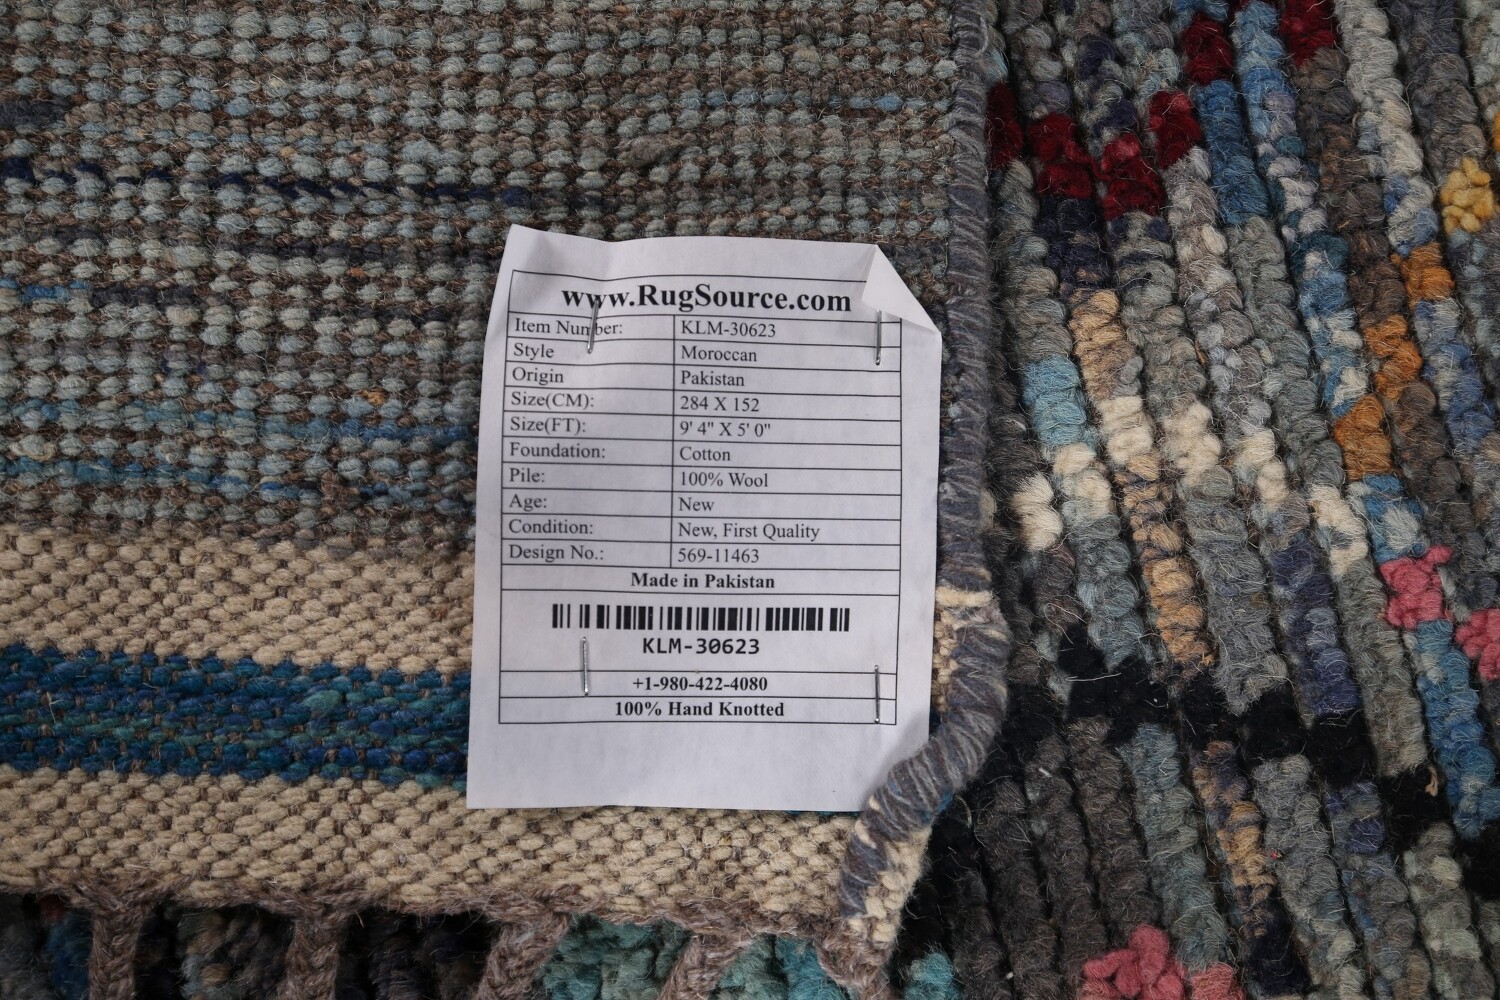 www.RugSource.com
Item Number: KLM-30623
Style Moroccan
Origin Pakistan
Size(CM): 284 X 152
Size(FT): 9' 4" X 5' 0"
Foundation: Cotton
Pile: 100% Wool
Age: New
Condition: New, First Quality
Design No.: 569-11463
Made in Pakistan
KLM-30623
+1-980-422-4080
100% Hand Knotted